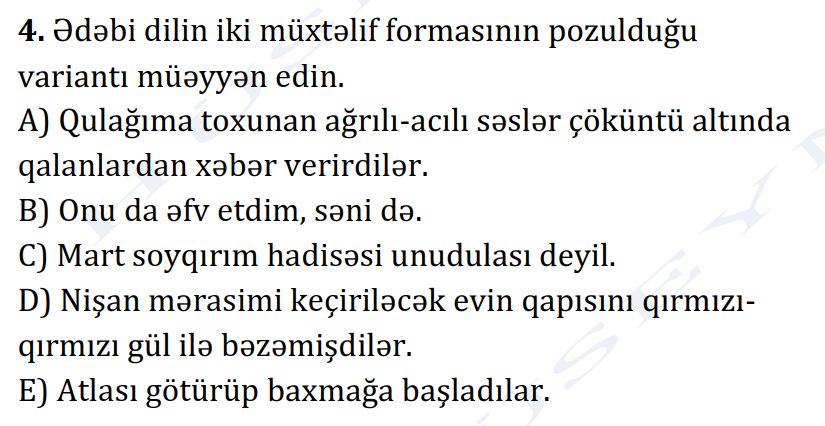 4. Ədəbi dilin iki müxtəlif formasının pozulduğu
variantı müəyyən edin.
A) Qulağıma toxunan ağrılı-acılı səslər çöküntü altında
qalanlardan xəbər verirdilər.
B) Onu da əfv etdim, səni də.
C) Mart soyqırım hadisəsi unudulası deyil.
D) Nişan mərasimi keçiriləcək evin qapısını qırmızı-
qırmızı gül ilə bəzəmişdilər.
E) Atlası götürüp baxmağa başladılar.